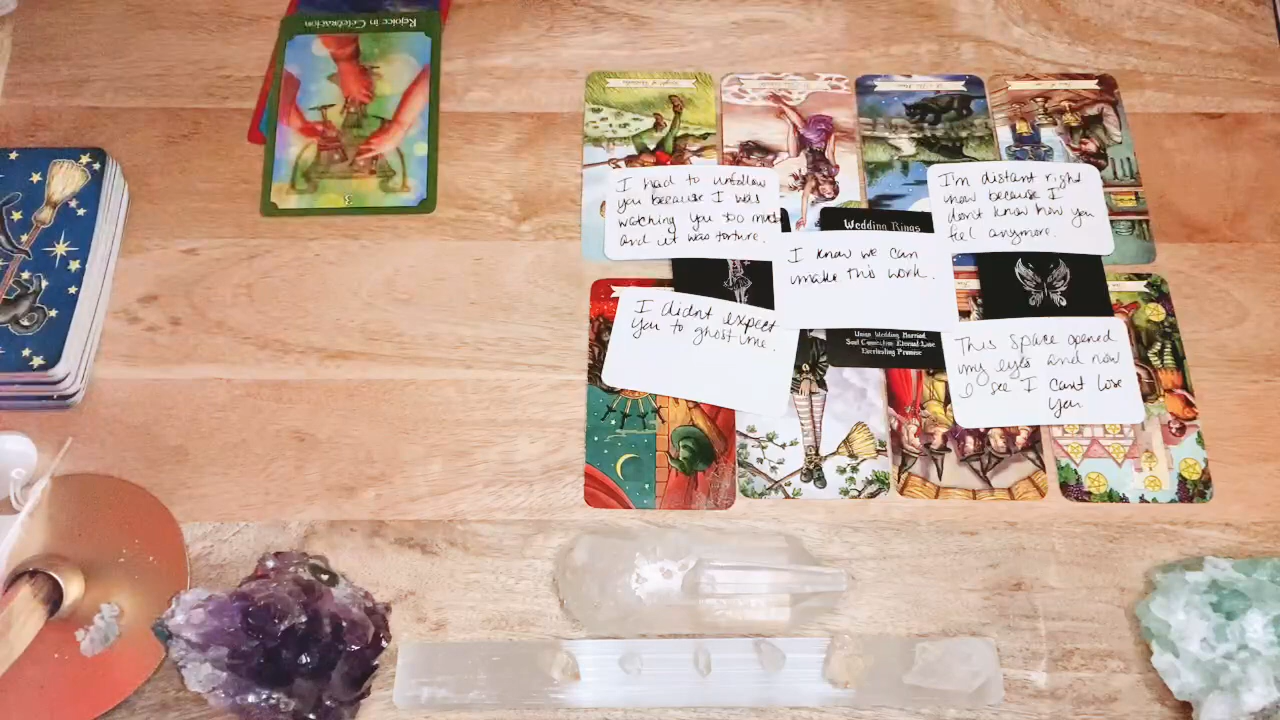 Rejoice in Celebration
3
I had to unfollow
you because I was
watching you too much
and it was torture.
I'm distant right
now because I
don't know how you
feel anymore.
Wedding Rings
I know we can
make this work.
I didnt expect
you to ghost me.
Union Wedding Married
Soul Connection Eternal Love
Everlasting Promise
This space opened
my eyes and now
I see I can't lose
you